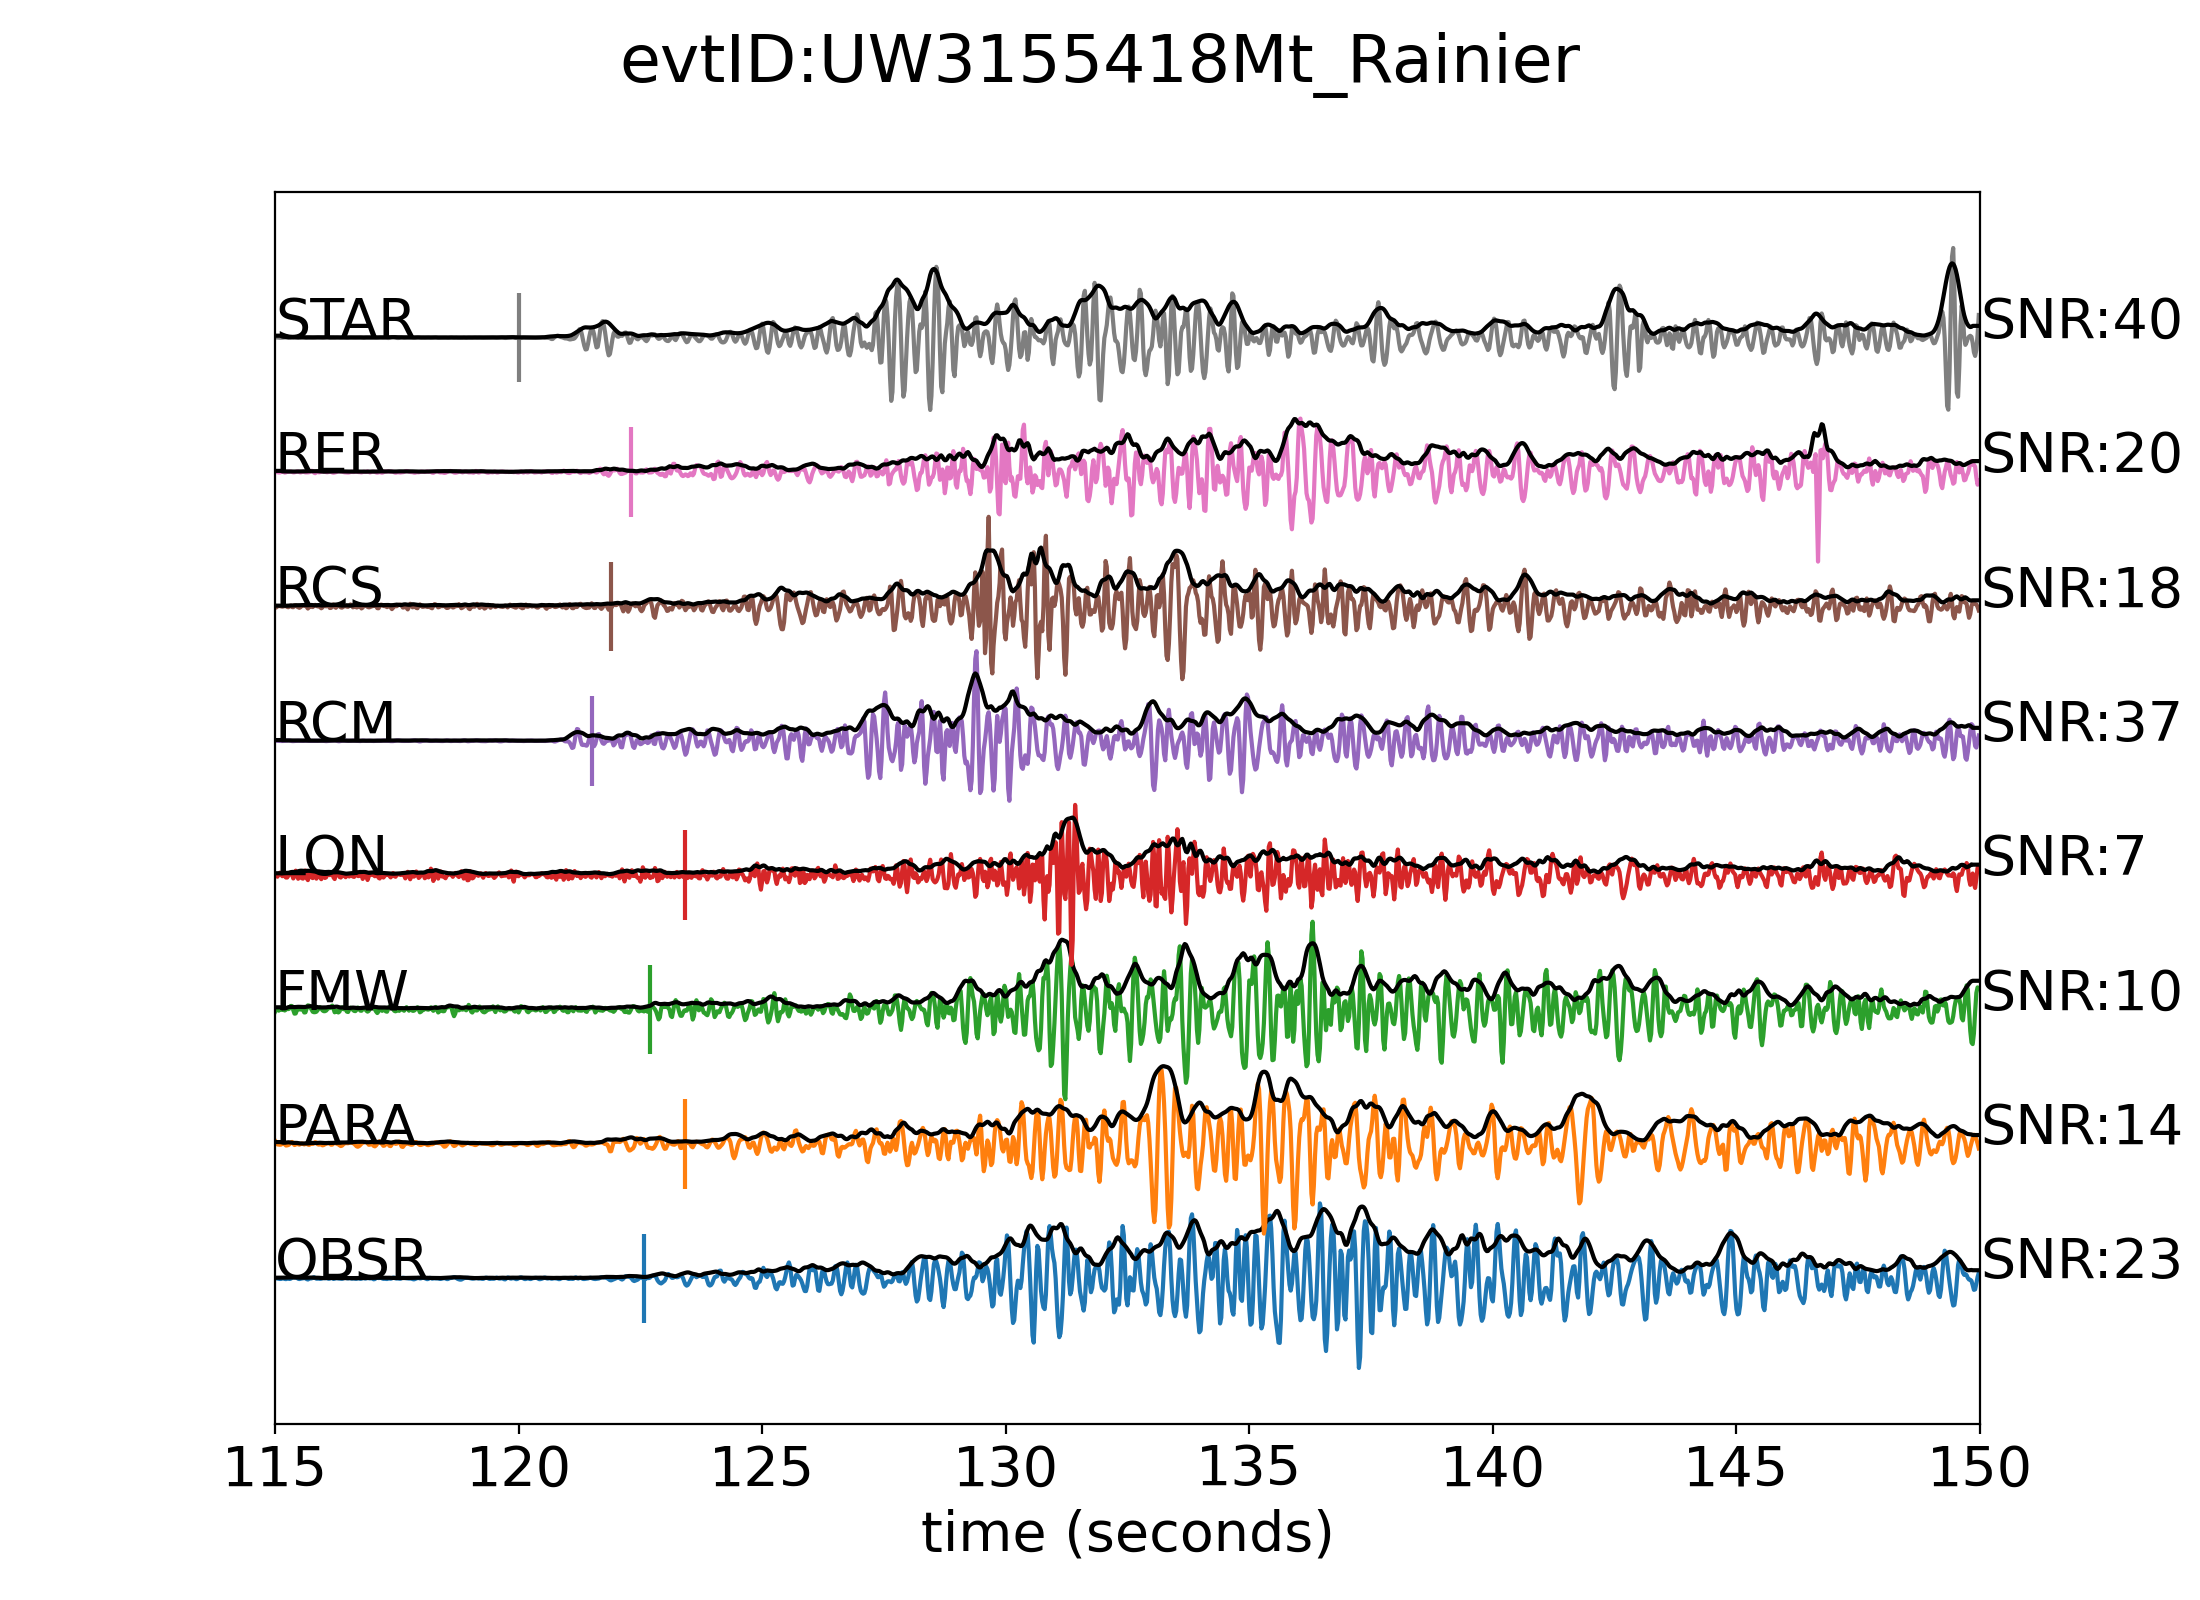 evtID:UW3155418Mt_Rainier
STAR SNR:40
RER SNR:20
RCS SNR:18
RCM SNR:37
LON SNR:7
FMW SNR:10
PARA SNR:14
OBSR SNR:23
115 120 125 130 135 140 145 150
time (seconds)